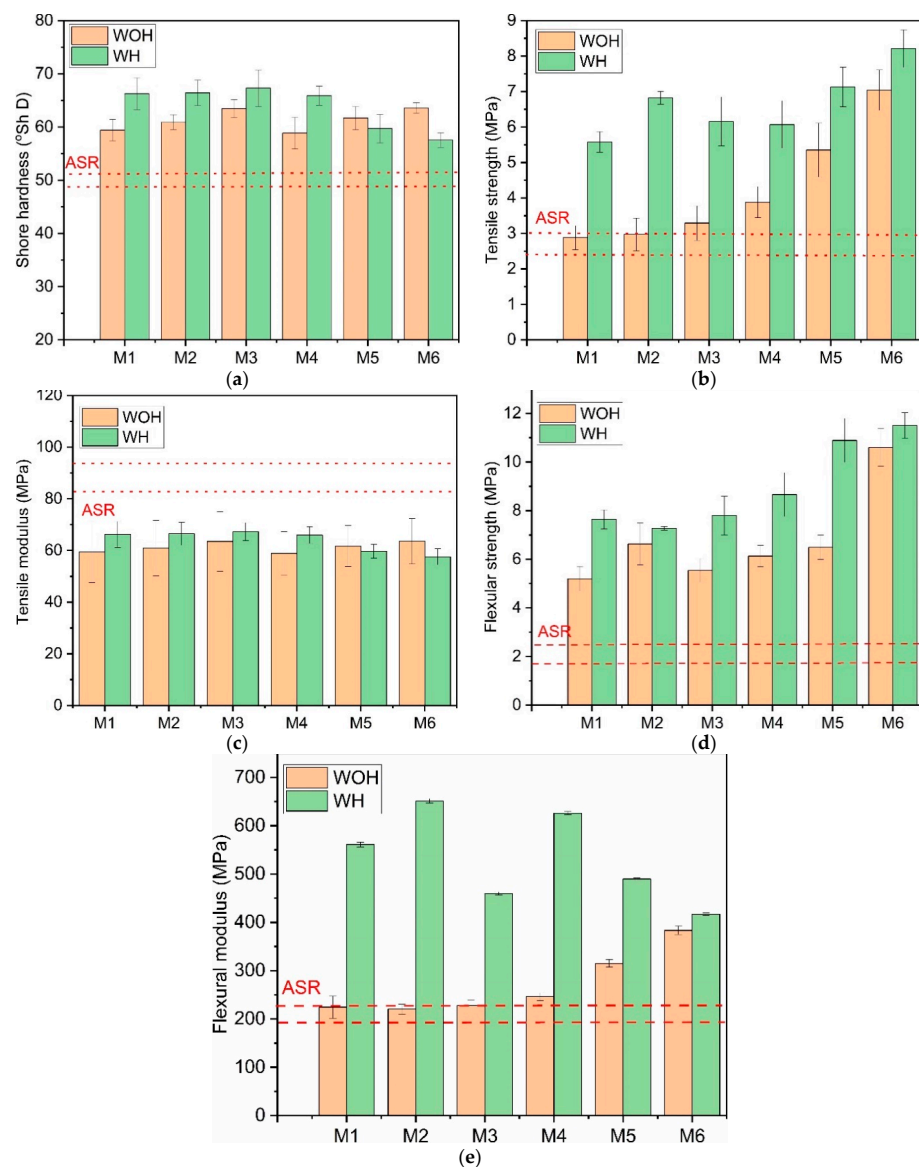 80
70
60
50
40
30
20
Shore hardness (ºSh D)
WOH
WH
ASR
M1 M2 M3 M4 M5 M6
(a)
9
8
7
6
5
4
3
2
1
0
Tensile strength (MPa)
WOH
WH
ASR
M1 M2 M3 M4 M5 M6
(b)
120
100
80
60
40
20
0
Tensile modulus (MPa)
WOH
WH
ASR
M1 M2 M3 M4 M5 M6
(c)
12
10
8
6
4
2
0
Flexular strength (MPa)
WOH
WH
ASR
M1 M2 M3 M4 M5 M6
(d)
700
600
500
400
300
200
100
0
Flexural modulus (MPa)
WOH
WH
ASR
M1 M2 M3 M4 M5 M6
(e)